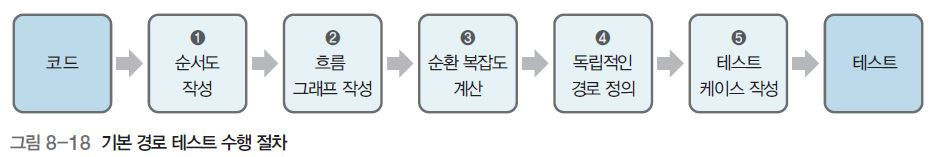 코드
❶
순서도
작성
❷
흐름
그래프 작성
❸
순환 복잡도
계산
❹
독립적인
경로 정의
❺
테스트
케이스 작성
테스트
그림 8-18 기본 경로 테스트 수행 절차